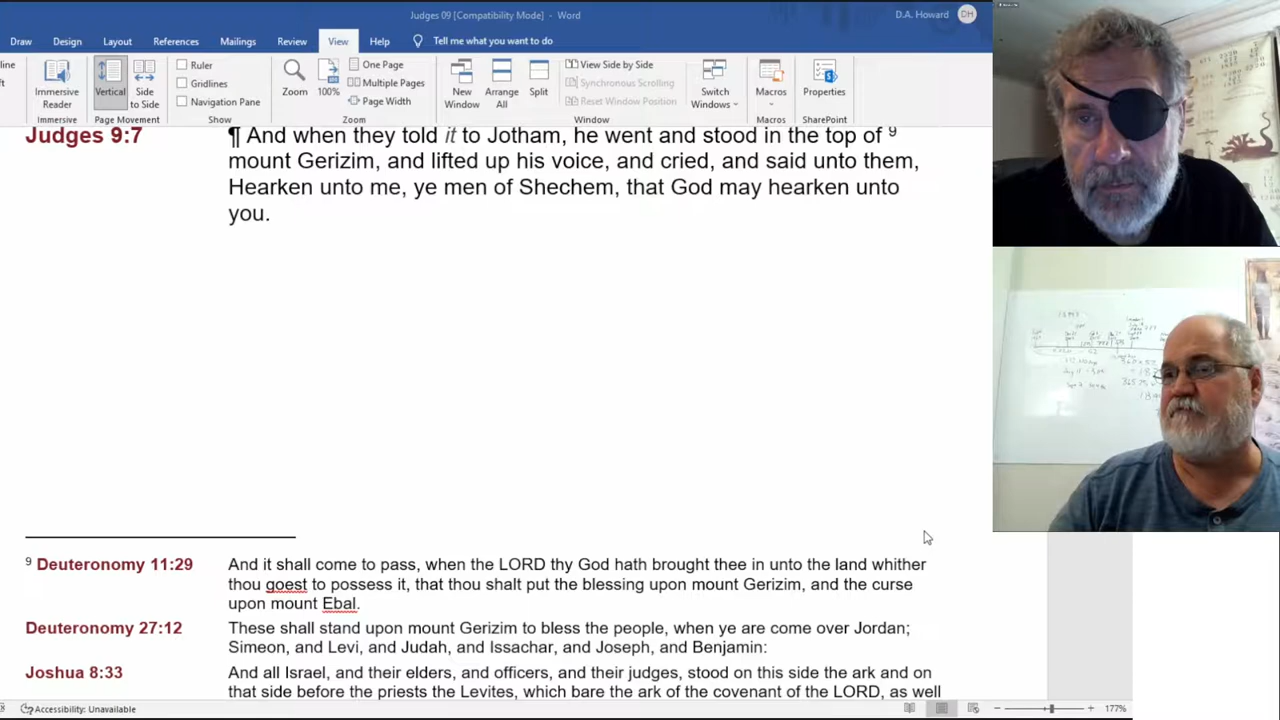 Judges 09 [Compatibility Mode] - Word
D.A. Howard DH
Draw Design Layout References Mailings Review View Help Tell me what you want to do
Immersive Reader
Immersive
Vertical
Side to Side
Page Movement
Ruler
Gridlines
Navigation Pane
Show
Zoom
100%
One Page
Multiple Pages
Page Width
Zoom
New Window
Arrange All
Split
View Side by Side
Synchronous Scrolling
Reset Window Position
Window
Switch Windows
Macros
Macros
Properties
SharePoint
Judges 9:7 ¶ And when they told it to Jotham, he went and stood in the top of 9
mount Gerizim, and lifted up his voice, and cried, and said unto them,
Hearken unto me, ye men of Shechem, that God may hearken unto
you.
9 Deuteronomy 11:29 And it shall come to pass, when the LORD thy God hath brought thee in unto the land whither
thou goest to possess it, that thou shalt put the blessing upon mount Gerizim, and the curse
upon mount Ebal.
Deuteronomy 27:12 These shall stand upon mount Gerizim to bless the people, when ye are come over Jordan;
Simeon, and Levi, and Judah, and Issachar, and Joseph, and Benjamin:
Joshua 8:33 And all Israel, and their elders, and officers, and their judges, stood on this side the ark and on
that side before the priests the Levites, which bare the ark of the covenant of the LORD, as well
Accessibility: Unavailable
177%